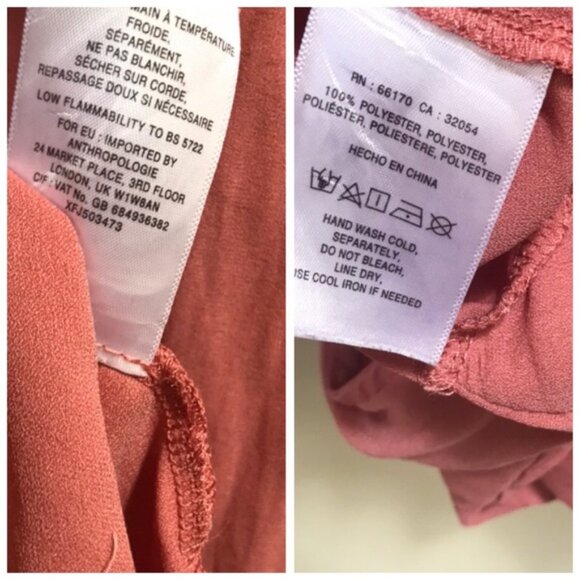 MAIN À TEMPÉRATURE
FROIDE,
SÉPARÉMENT,
NE PAS BLANCHIR,
SÉCHER SUR CORDE,
REPASSAGE DOUX SI NÉCESSAIRE
LOW FLAMMABILITY TO BS 5722
FOR EU : IMPORTED BY
ANTHROPOLOGIE
24 MARKET PLACE, 3RD FLOOR
LONDON, UK W1W8AN
CIF : VAT No. GB 684936382
XFJ503473
RN : 66170 CA : 32054
100% POLYESTER, POLYESTER,
POLIÉSTER, POLIESTERE, POLYESTER
HECHO EN CHINA
HAND WASH COLD,
SEPARATELY,
DO NOT BLEACH,
LINE DRY,
USE COOL IRON IF NEEDED